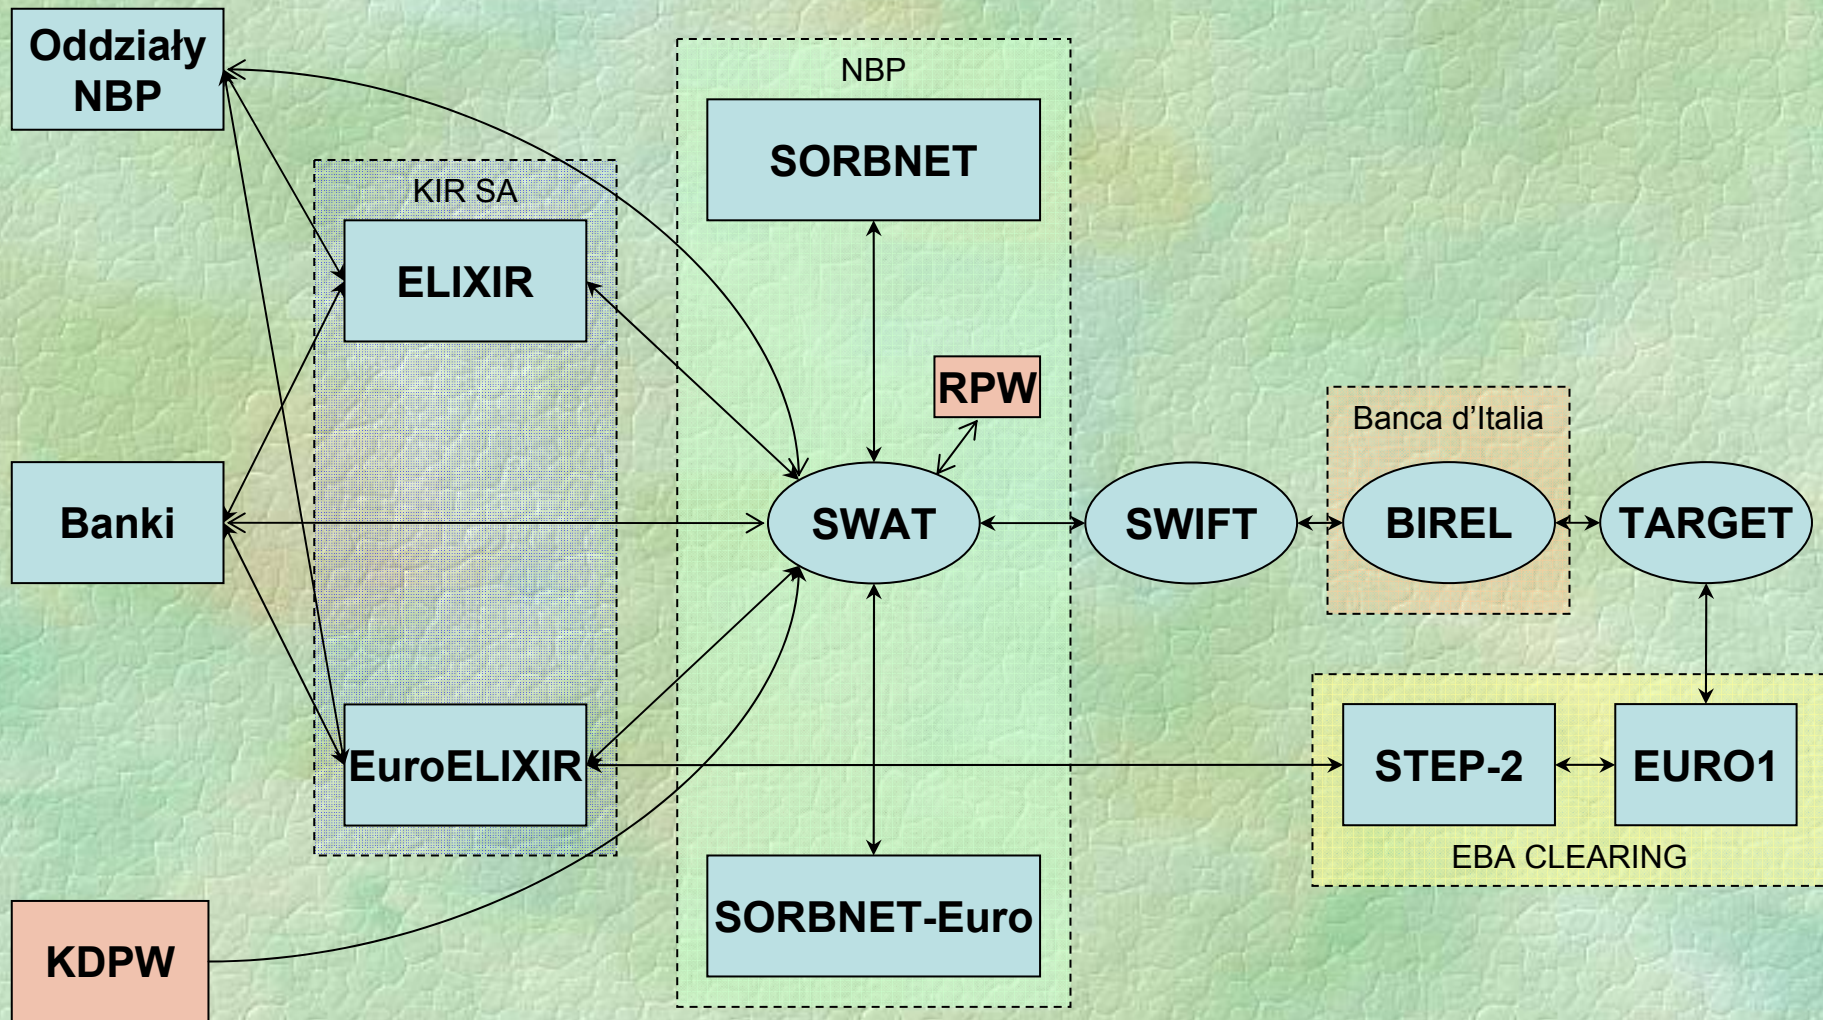 Oddziały
NBP
NBP
SORBNET
KIR SA
ELIXIR
RPW
Banca d’Italia
Banki
SWAT
SWIFT
BIREL
TARGET
EuroELIXIR
STEP-2
EURO1
EBA CLEARING
SORBNET-Euro
KDPW